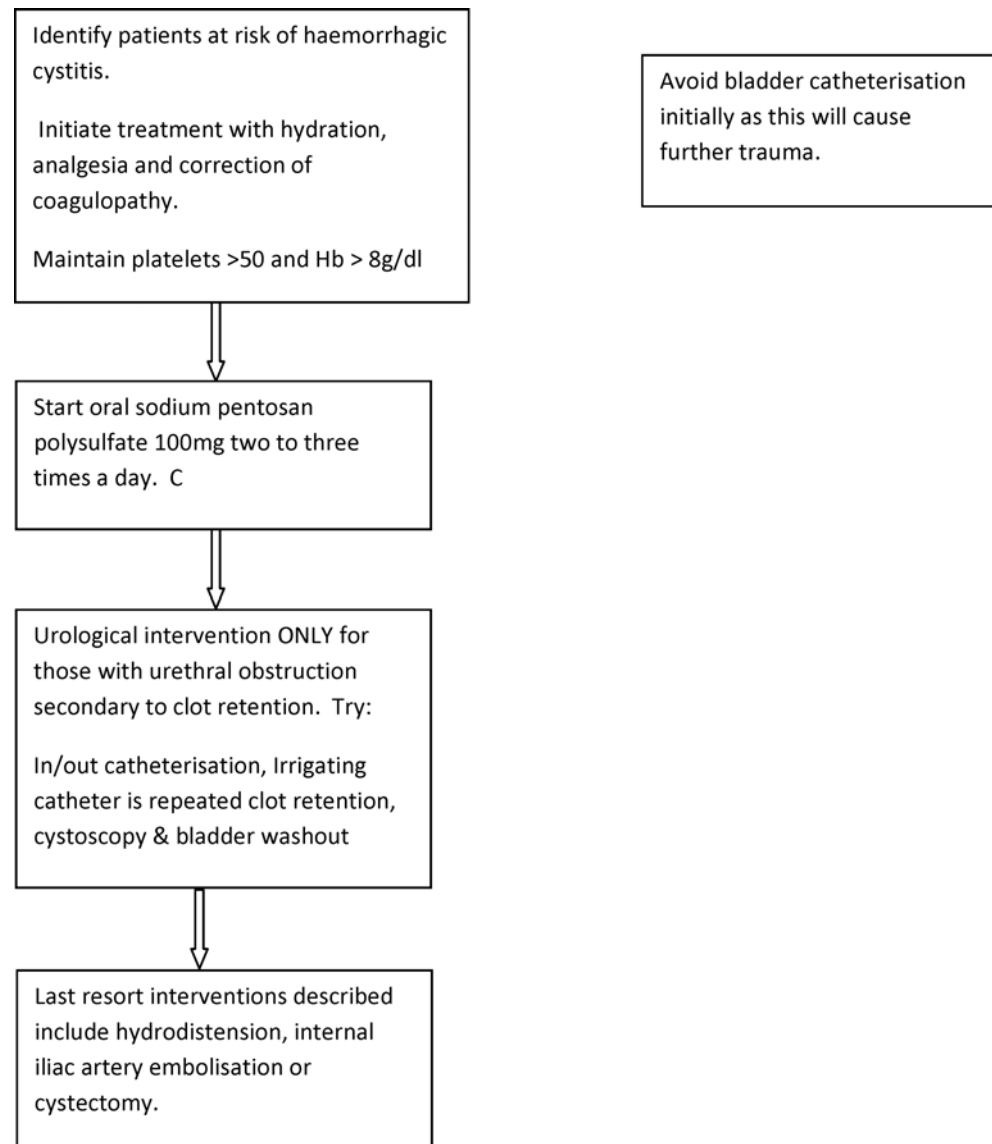 Identify patients at risk of haemorrhagic
cystitis.
Initiate treatment with hydration,
analgesia and correction of
coagulopathy.
Maintain platelets >50 and Hb > 8g/dl
Avoid bladder catheterisation
initially as this will cause
further trauma.
Start oral sodium pentosan
polysulfate 100mg two to three
times a day.  C
Urological intervention ONLY for
those with urethral obstruction
secondary to clot retention.  Try:
In/out catheterisation, Irrigating
catheter is repeated clot retention,
cystoscopy & bladder washout
Last resort interventions described
include hydrodistension, internal
iliac artery embolisation or
cystectomy.